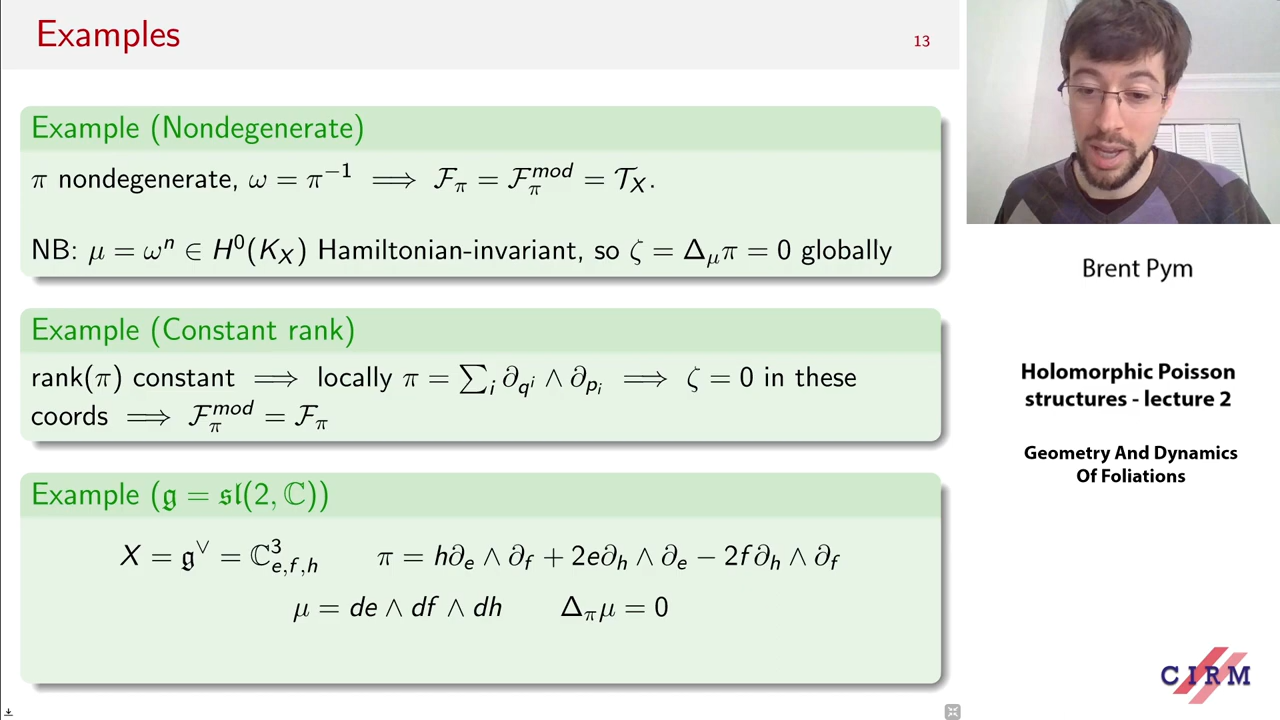 Examples
13
Example (Nondegenerate)
π nondegenerate, ω = π⁻¹ ⟹ ℱ_π = ℱ_π^{mod} = 𝒯_X.
NB: μ = ωⁿ ∈ H⁰(K_X) Hamiltonian-invariant, so ζ = Δ_μπ = 0 globally
Example (Constant rank)
rank(π) constant ⟹ locally π = ∑_i ∂_{qⁱ} ∧ ∂_{p_i} ⟹ ζ = 0 in these
coords ⟹ ℱ_π^{mod} = ℱ_π
Example (𝔤 = 𝔰𝔩(2, ℂ))
X = 𝔤^∨ = ℂ³_{e,f,h} π = h∂_e ∧ ∂_f + 2e∂_h ∧ ∂_e − 2f∂_h ∧ ∂_f
μ = de ∧ df ∧ dh Δ_πμ = 0
Brent Pym
Holomorphic Poisson
structures - lecture 2
Geometry And Dynamics
Of Foliations
CIRM